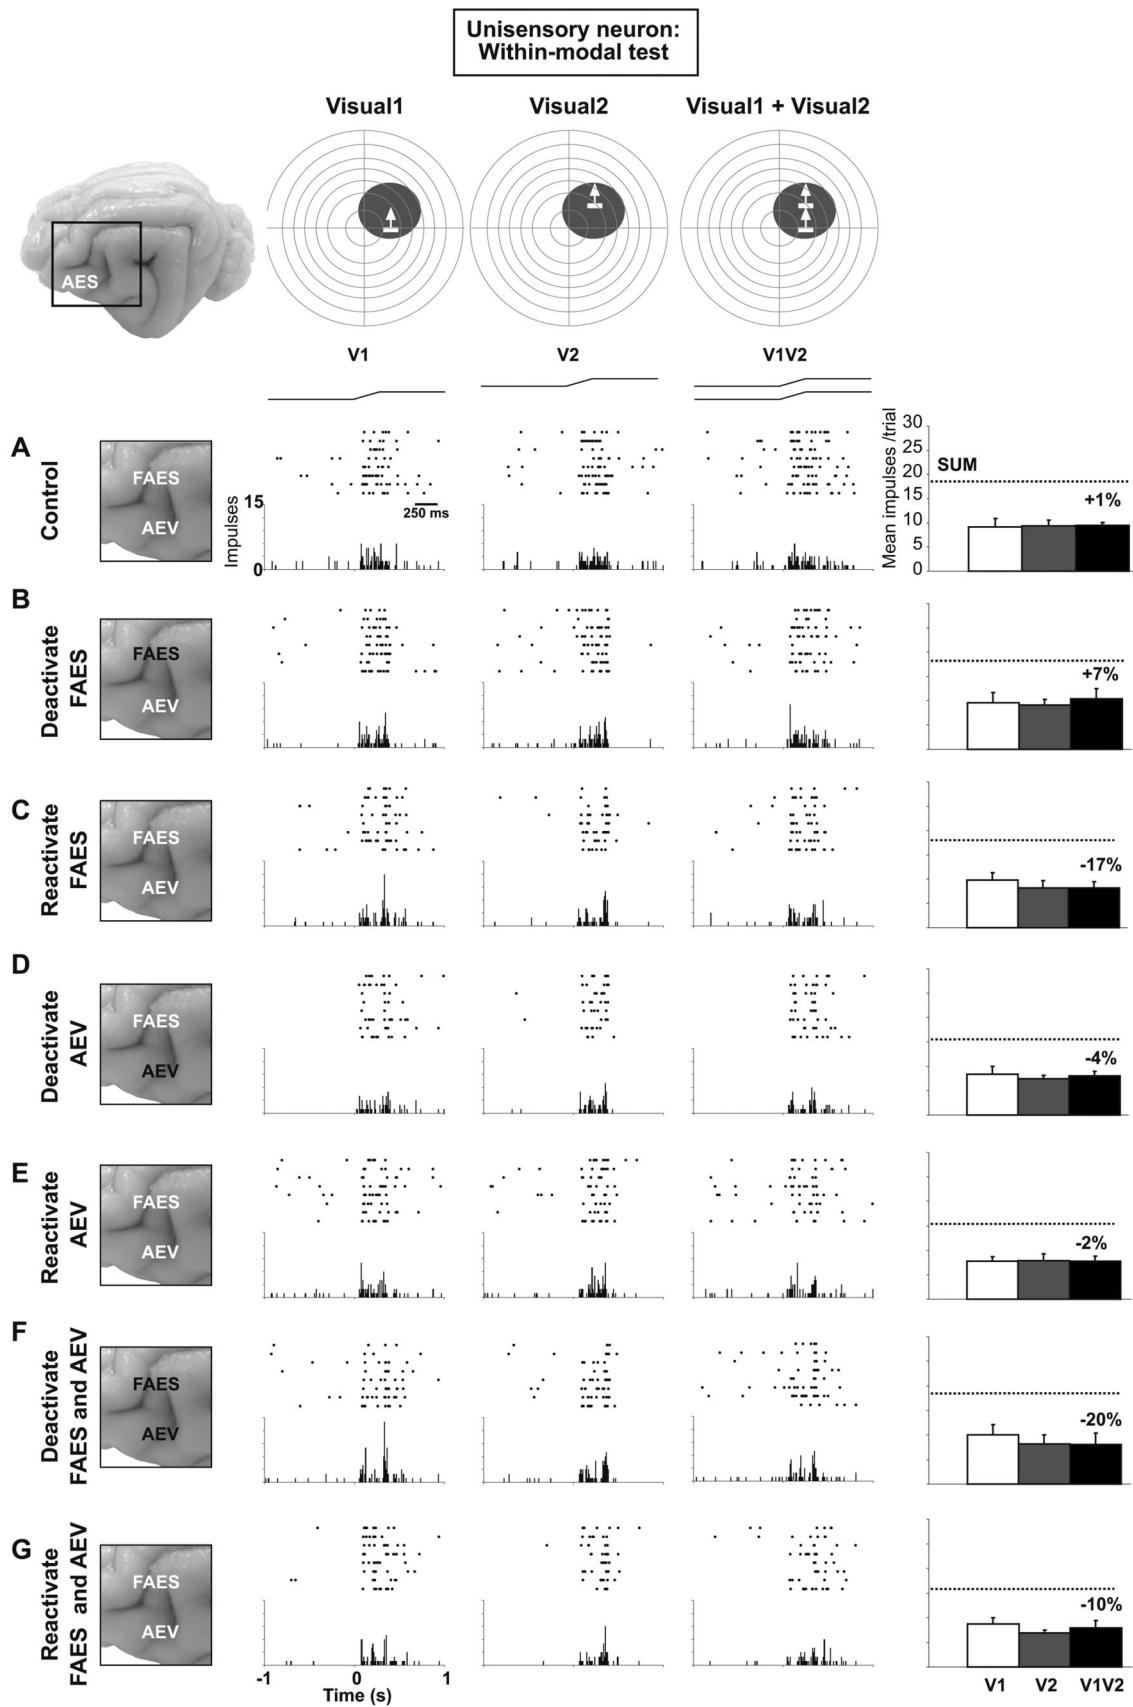 Unisensory neuron:
Within-modal test
Visual1
Visual2
Visual1 + Visual2
AES
V1
V2
V1V2
A
Control
FAES
AEV
Impulses
15
0
250 ms
Mean impulses /trial
30
25
20
15
10
5
0
SUM
+1%
B
Deactivate
FAES
FAES
AEV
+7%
C
Reactivate
FAES
FAES
AEV
-17%
D
Deactivate
AEV
FAES
AEV
-4%
E
Reactivate
AEV
FAES
AEV
-2%
F
Deactivate
FAES and AEV
FAES
AEV
-20%
G
Reactivate
FAES and AEV
FAES
AEV
-10%
-1
0
1
Time (s)
V1
V2
V1V2